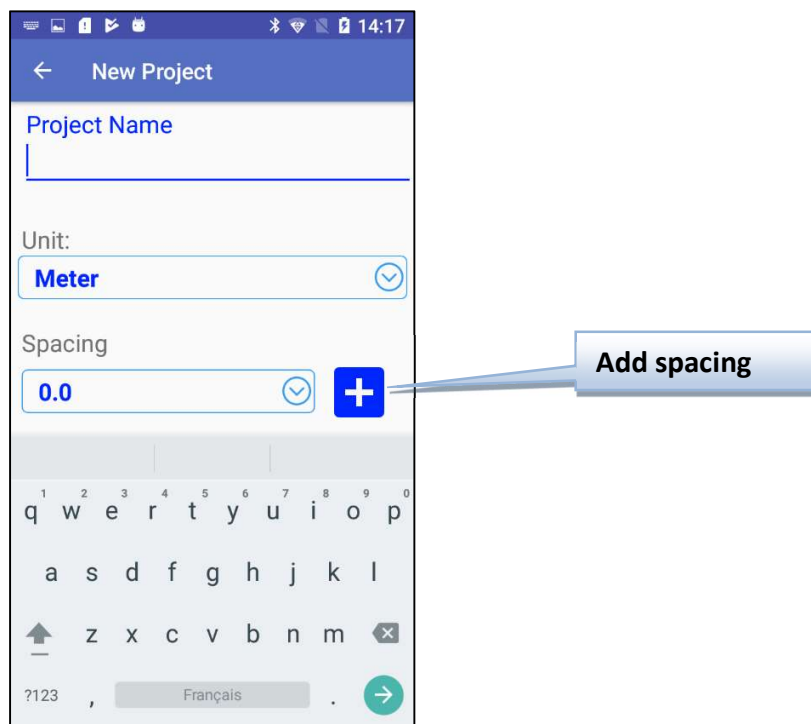 14:17
New Project
Project Name
Unit:
Meter
Spacing
0.0
Add spacing
1 2 3 4 5 6 7 8 9 0
q w e r t y u i o p
a s d f g h j k l
z x c v b n m
?123 , Français .